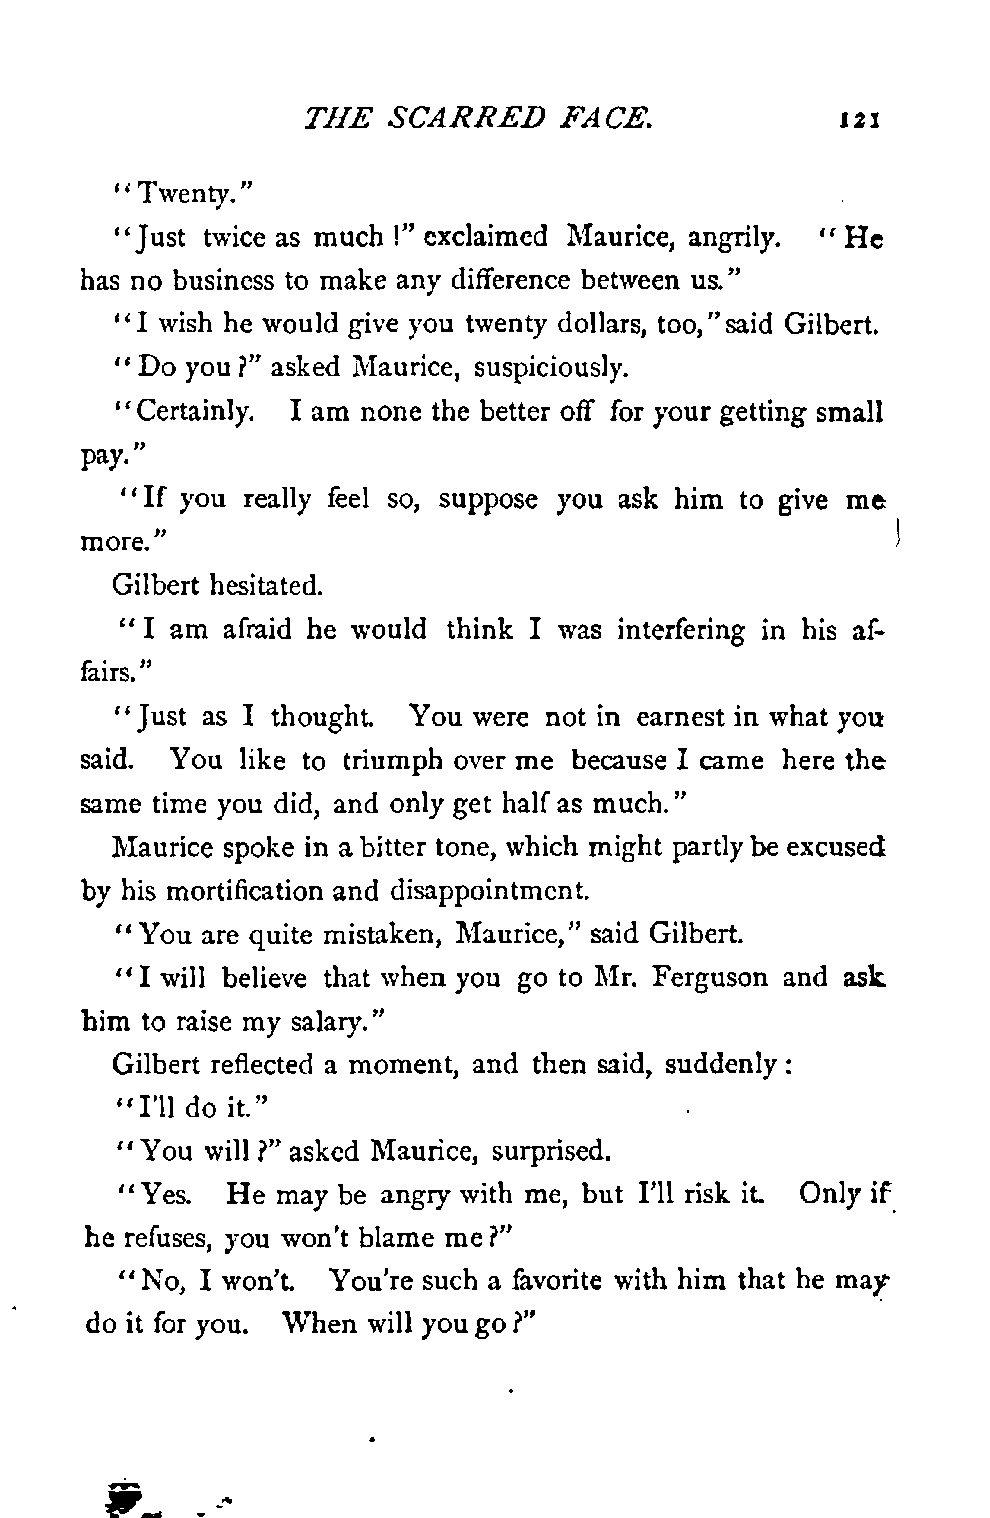 THE SCARRED FACE. 121
"Twenty."
"Just twice as much!" exclaimed Maurice, angrily. "He
has no business to make any difference between us."
"I wish he would give you twenty dollars, too," said Gilbert.
"Do you?" asked Maurice, suspiciously.
"Certainly. I am none the better off for your getting small
pay."
"If you really feel so, suppose you ask him to give me
more."
Gilbert hesitated.
"I am afraid he would think I was interfering in his af-
fairs."
"Just as I thought. You were not in earnest in what you
said. You like to triumph over me because I came here the
same time you did, and only get half as much."
Maurice spoke in a bitter tone, which might partly be excused
by his mortification and disappointment.
"You are quite mistaken, Maurice," said Gilbert.
"I will believe that when you go to Mr. Ferguson and ask
him to raise my salary."
Gilbert reflected a moment, and then said, suddenly:
"I'll do it."
"You will?" asked Maurice, surprised.
"Yes. He may be angry with me, but I'll risk it. Only if
he refuses, you won't blame me?"
"No, I won't. You're such a favorite with him that he may
do it for you. When will you go?"